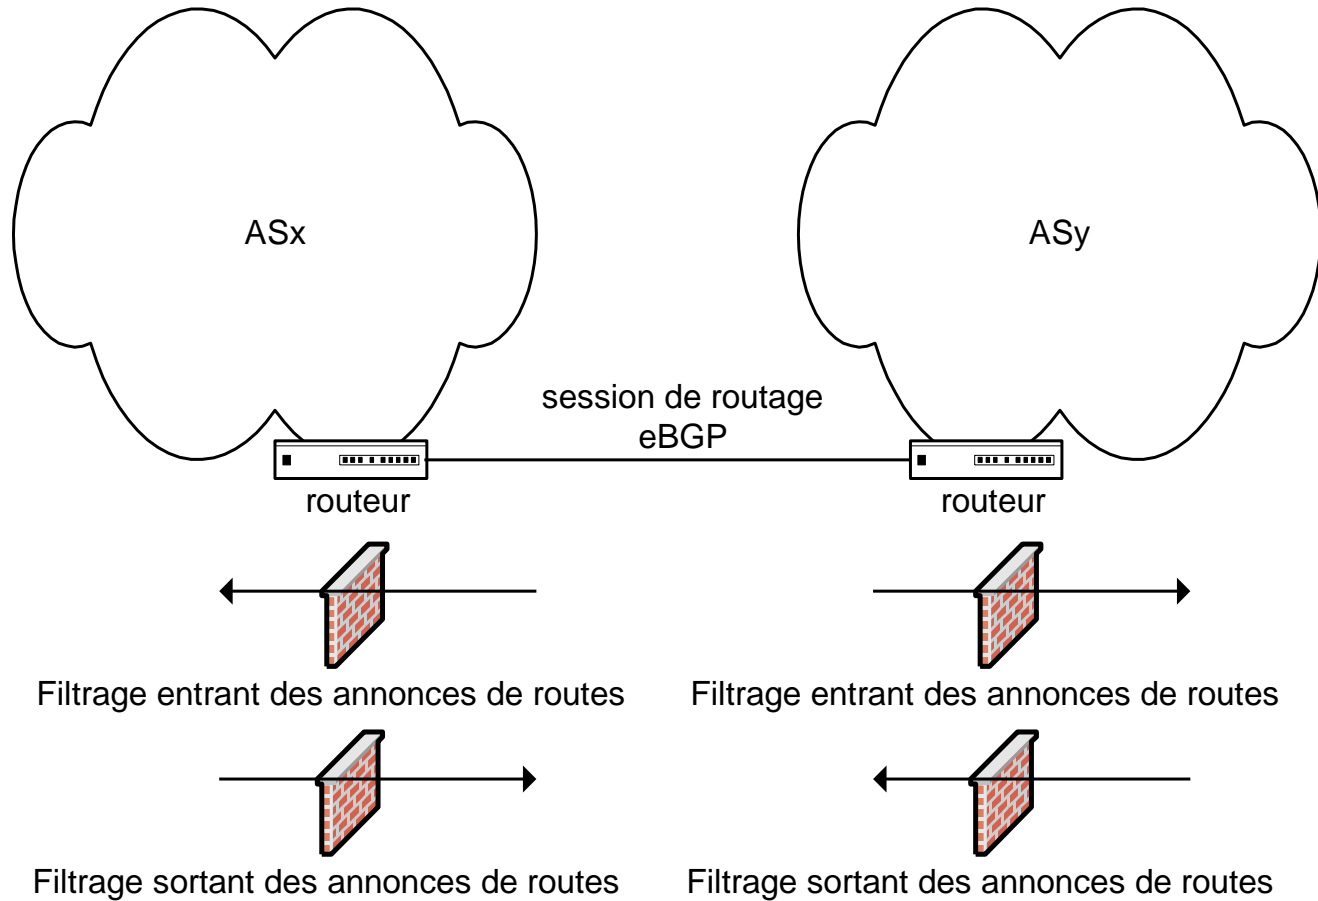 ASx
ASy
session de routage
eBGP
routeur
routeur
Filtrage entrant des annonces de routes
Filtrage entrant des annonces de routes
Filtrage sortant des annonces de routes
Filtrage sortant des annonces de routes